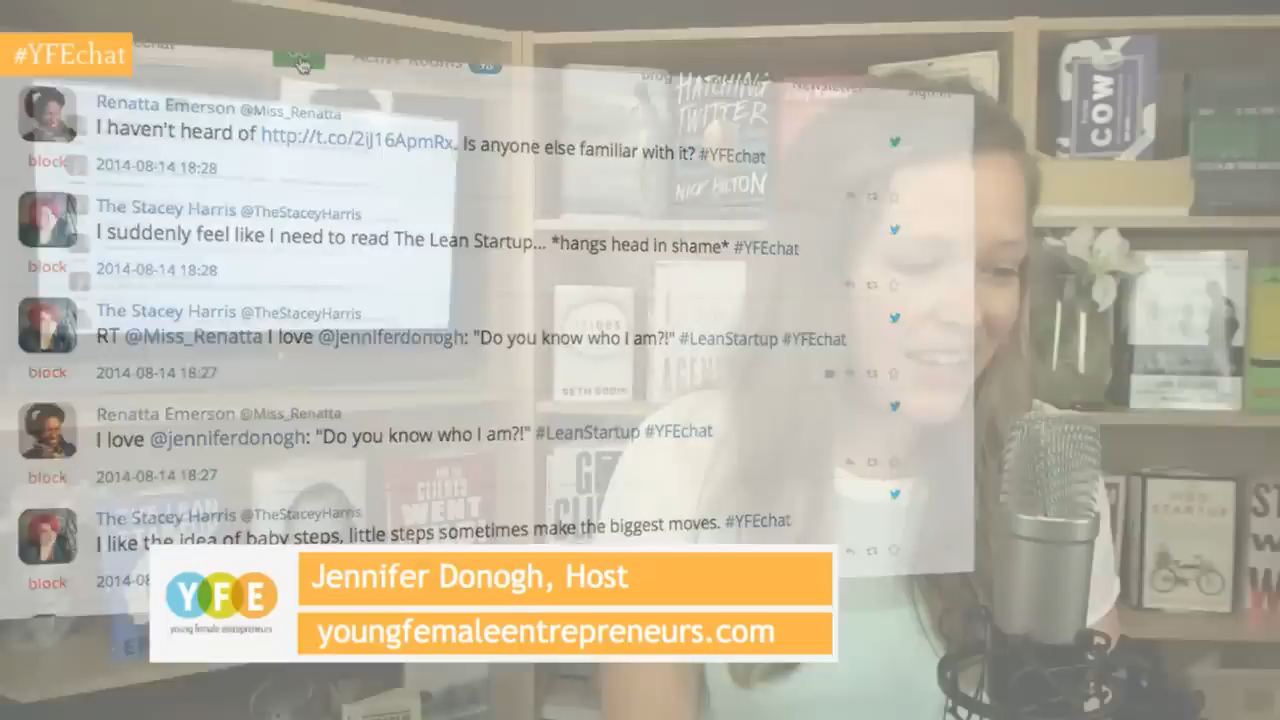 #YFEchat
Renatta Emerson @Miss_Renatta
I haven't heard of http://t.co/2iJ16ApmRx. Is anyone else familiar with it? #YFEchat
block 2014-08-14 18:28
The Stacey Harris @TheStaceyHarris
I suddenly feel like I need to read The Lean Startup... *hangs head in shame* #YFEchat
block 2014-08-14 18:28
The Stacey Harris @TheStaceyHarris
RT @Miss_Renatta I love @jenniferdonogh: "Do you know who I am?!" #LeanStartup #YFEchat
block 2014-08-14 18:27
Renatta Emerson @Miss_Renatta
I love @jenniferdonogh: "Do you know who I am?!" #LeanStartup #YFEchat
block 2014-08-14 18:27
The Stacey Harris @TheStaceyHarris
I like the idea of baby steps, little steps sometimes make the biggest moves. #YFEchat
block 2014-08
HATCHING
TWITTER
NICK BILTON
COW
SETH GODIN
CLIENTS
WENT
STARTUP
YFE
young female entrepreneurs
Jennifer Donogh, Host
youngfemaleentrepreneurs.com